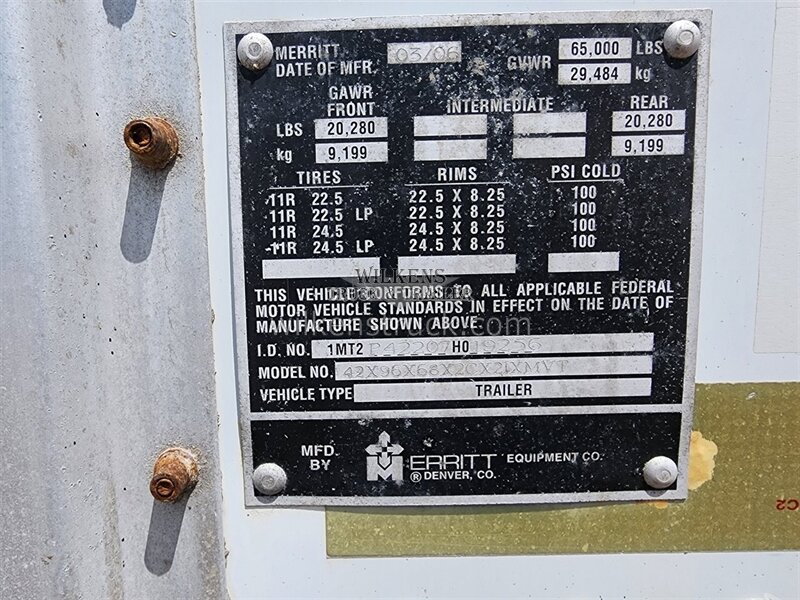 MERRITT
DATE OF MFR. 03/06
GVWR 65,000 LBS
29,484 kg
GAWR
FRONT INTERMEDIATE REAR
LBS 20,280 20,280
kg 9,199 9,199
TIRES RIMS PSI COLD
11R 22.5 22.5 X 8.25 100
11R 22.5 LP 22.5 X 8.25 100
11R 24.5 24.5 X 8.25 100
11R 24.5 LP 24.5 X 8.25 100
WILKENS
THIS VEHICLE CONFORMS TO ALL APPLICABLE FEDERAL
MOTOR VEHICLE STANDARDS IN EFFECT ON THE DATE OF
MANUFACTURE SHOWN ABOVE
I.D. NO. 1MT2 H0
MODEL NO.
VEHICLE TYPE TRAILER
MFD.
BY
MERRITT EQUIPMENT CO.
® DENVER, CO.
C2